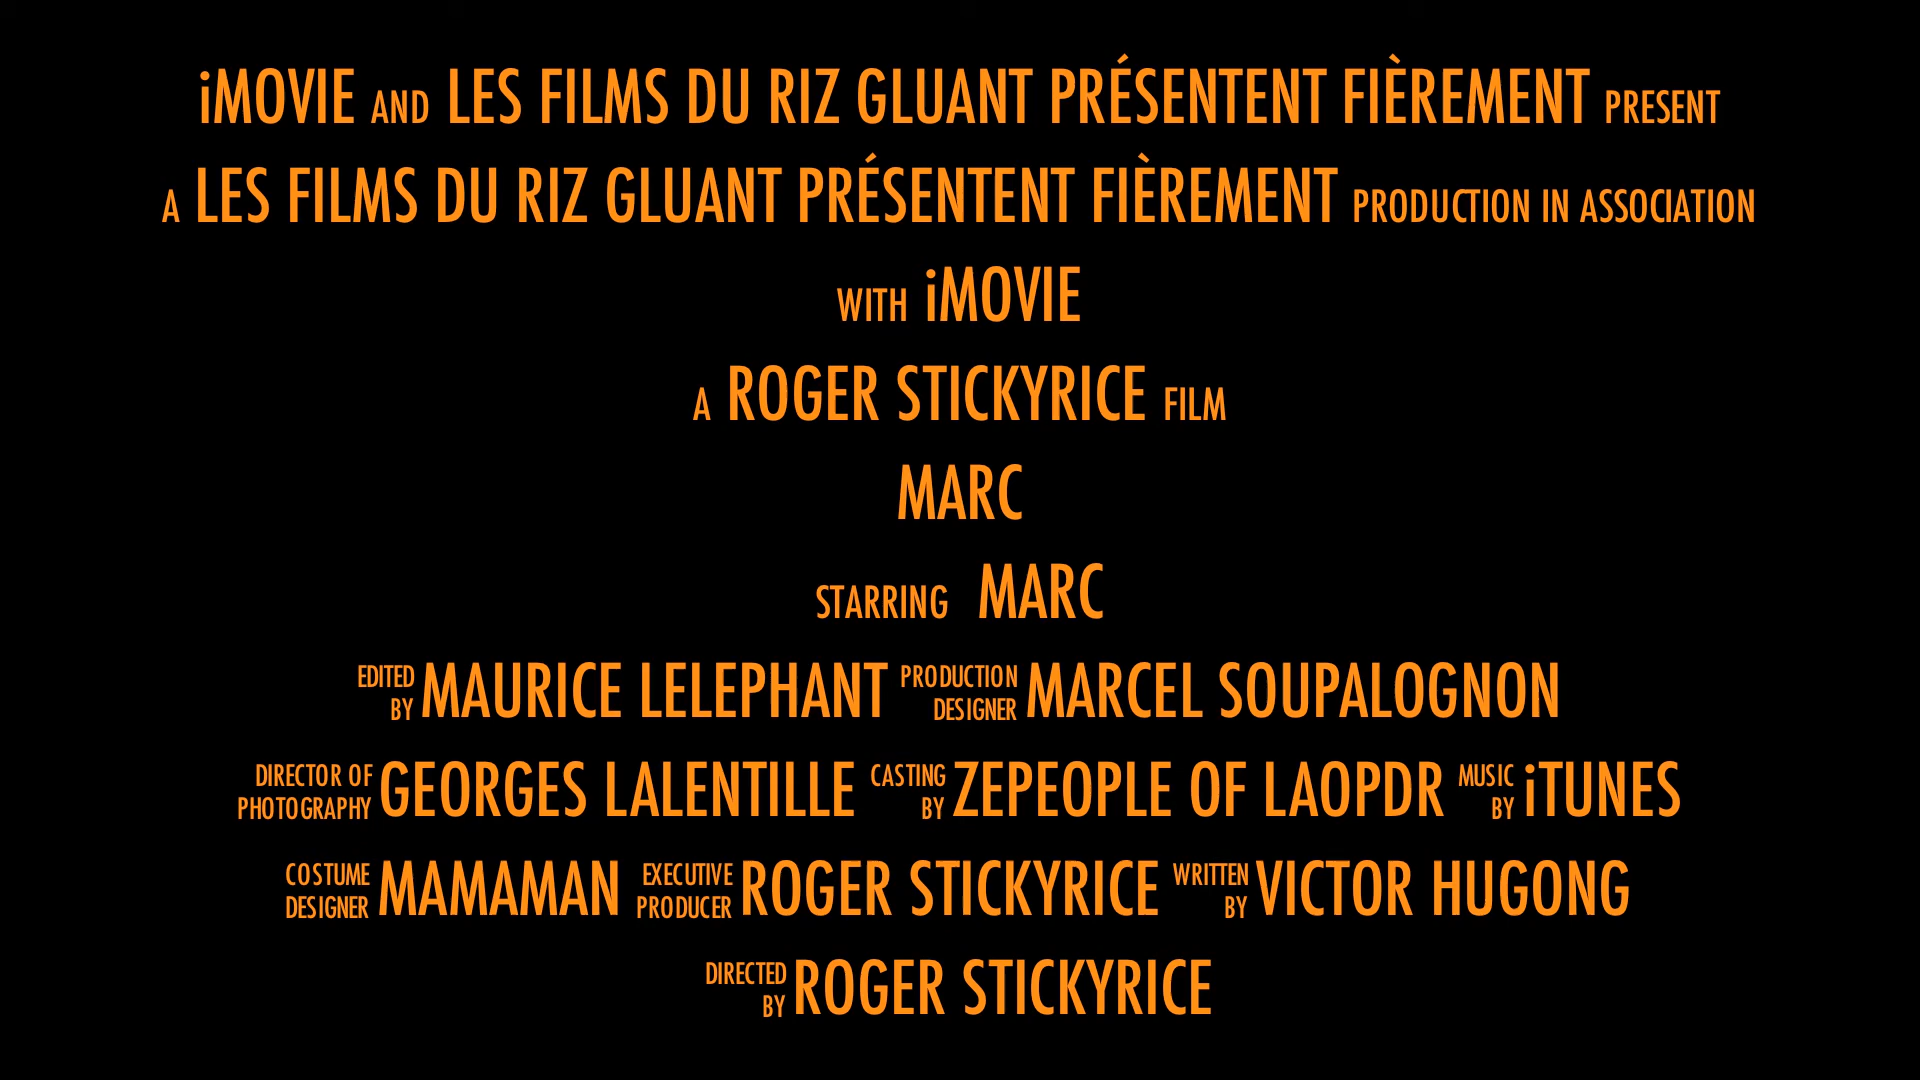 iMOVIE AND LES FILMS DU RIZ GLUANT PRÉSENTENT FIÈREMENT PRESENT
A LES FILMS DU RIZ GLUANT PRÉSENTENT FIÈREMENT PRODUCTION IN ASSOCIATION
WITH iMOVIE
A ROGER STICKYRICE FILM
MARC
STARRING MARC
EDITED BY MAURICE LELEPHANT PRODUCTION DESIGNER MARCEL SOUPALOGNON
DIRECTOR OF PHOTOGRAPHY GEORGES LALENTILLE CASTING BY ZEPEOPLE OF LAOPDR MUSIC BY iTUNES
COSTUME DESIGNER MAMAMAN EXECUTIVE PRODUCER ROGER STICKYRICE WRITTEN BY VICTOR HUGONG
DIRECTED BY ROGER STICKYRICE